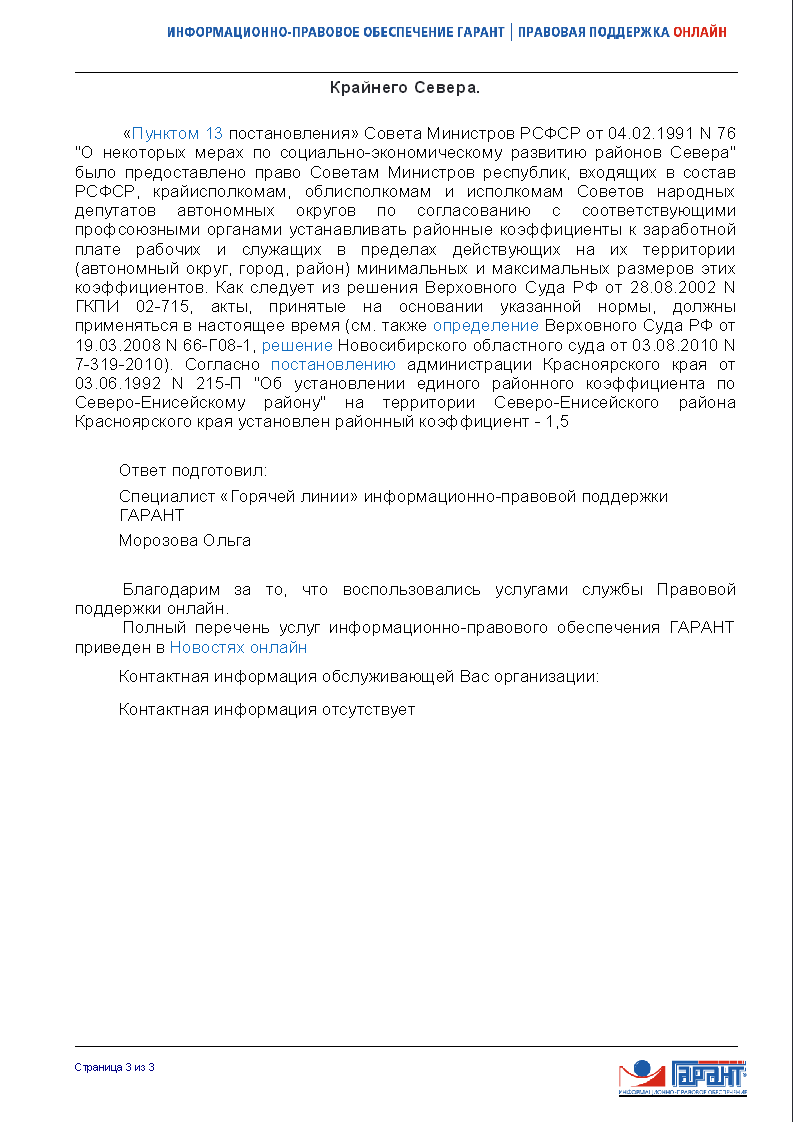 ИНФОРМАЦИОННО-ПРАВОВОЕ ОБЕСПЕЧЕНИЕ ГАРАНТ | ПРАВОВАЯ ПОДДЕРЖКА ОНЛАЙН
Крайнего Севера.
«Пунктом 13 постановления» Совета Министров РСФСР от 04.02.1991 N 76
"О некоторых мерах по социально-экономическому развитию районов Севера"
было предоставлено право Советам Министров республик, входящих в состав
РСФСР, крайисполкомам, облисполкомам и исполкомам Советов народных
депутатов автономных округов по согласованию с соответствующими
профсоюзными органами устанавливать районные коэффициенты к заработной
плате рабочих и служащих в пределах действующих на их территории
(автономный округ, город, район) минимальных и максимальных размеров этих
коэффициентов. Как следует из решения Верховного Суда РФ от 28.08.2002 N
ГКПИ 02-715, акты, принятые на основании указанной нормы, должны
применяться в настоящее время (см. также определение Верховного Суда РФ от
19.03.2008 N 66-Г08-1, решение Новосибирского областного суда от 03.08.2010 N
7-319-2010). Согласно постановлению администрации Красноярского края от
03.06.1992 N 215-П "Об установлении единого районного коэффициента по
Северо-Енисейскому району" на территории Северо-Енисейского района
Красноярского края установлен районный коэффициент - 1,5
Ответ подготовил:
Специалист «Горячей линии» информационно-правовой поддержки
ГАРАНТ
Морозова Ольга
Благодарим за то, что воспользовались услугами службы Правовой
поддержки онлайн.
Полный перечень услуг информационно-правового обеспечения ГАРАНТ
приведен в Новостях онлайн
Контактная информация обслуживающей Вас организации:
Контактная информация отсутствует
Страница 3 из 3
ГАРАНТ
ИНФОРМАЦИОННО-ПРАВОВОЕ ОБЕСПЕЧЕНИЕ